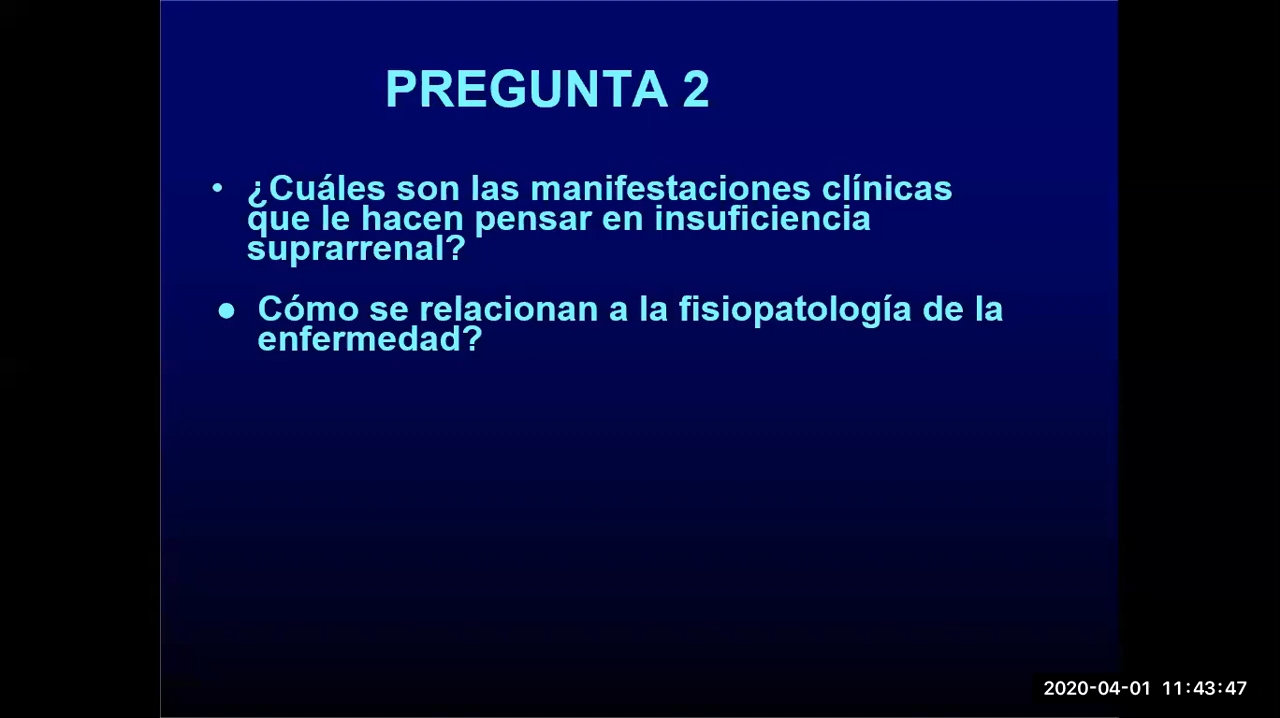 PREGUNTA 2
• ¿Cuáles son las manifestaciones clínicas
que le hacen pensar en insuficiencia
suprarrenal?
● Cómo se relacionan a la fisiopatología de la
enfermedad?
2020-04-01 11:43:47